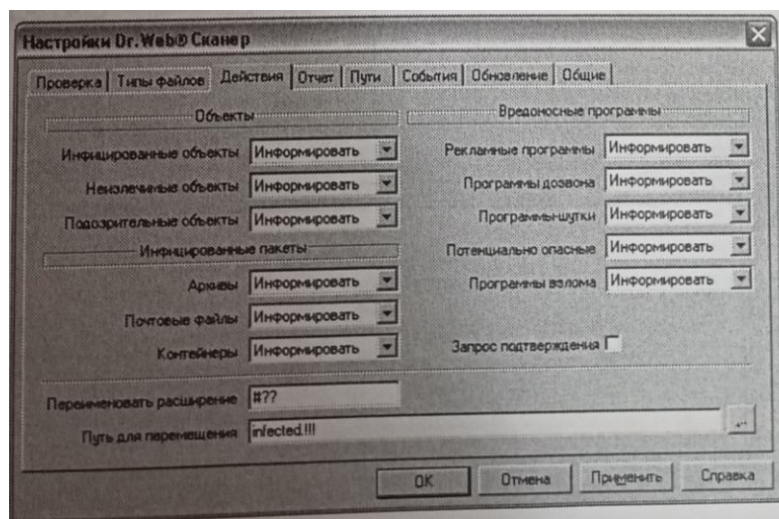 Настройки Dr.Web® Сканер
Проверка Типы файлов Действия Отчет Пути События Обновление Общие
Объекты
Инфицированные объекты Информировать
Неизлечимые объекты Информировать
Подозрительные объекты Информировать
Инфицированные пакеты
Архивы Информировать
Почтовые файлы Информировать
Контейнеры Информировать
Вредоносные программы
Рекламные программы Информировать
Программы дозвона Информировать
Программы-шутки Информировать
Потенциально опасные Информировать
Программы взлома Информировать
Запрос подтверждения
Переименовать расширение #??
Путь для перемещения infected.!!! ...
OK Отмена Применить Справка